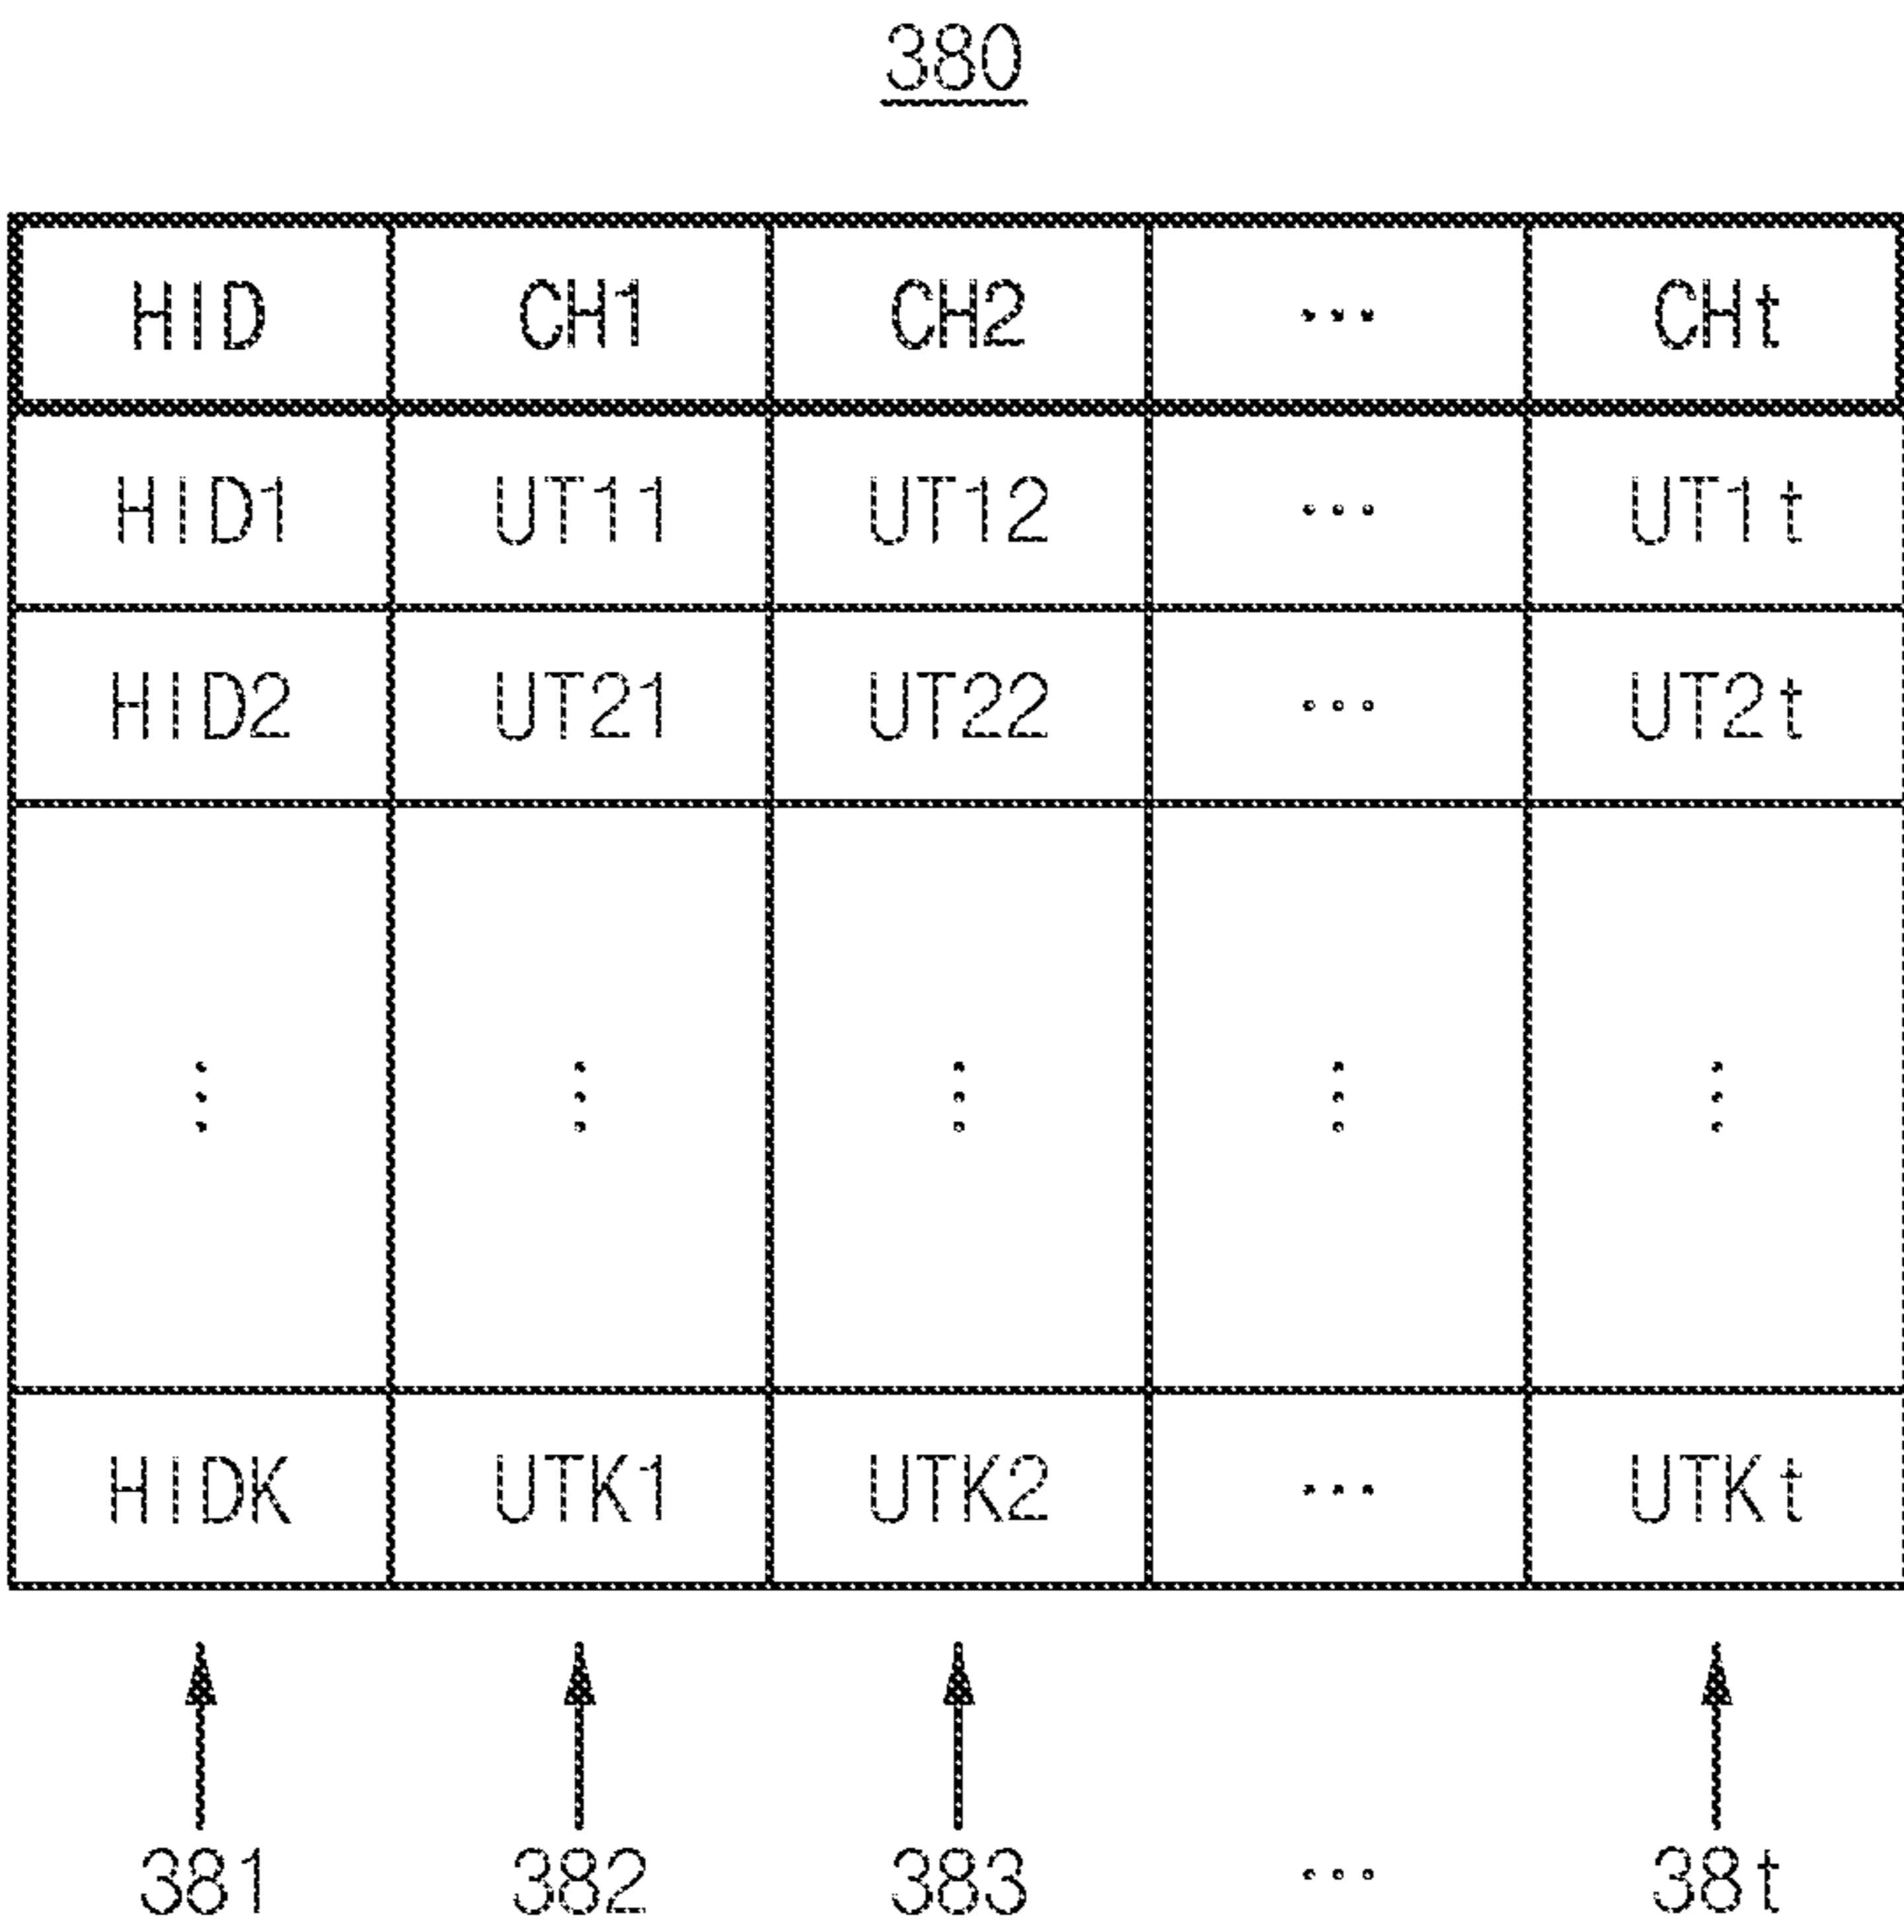 380
HID CH1 CH2 ... CHt
HID1 UT11 UT12 ... UT1t
HID2 UT21 UT22 ... UT2t
⋮ ⋮ ⋮ ⋮ ⋮
HIDK UTK1 UTK2 ... UTKt
381 382 383 ... 38t